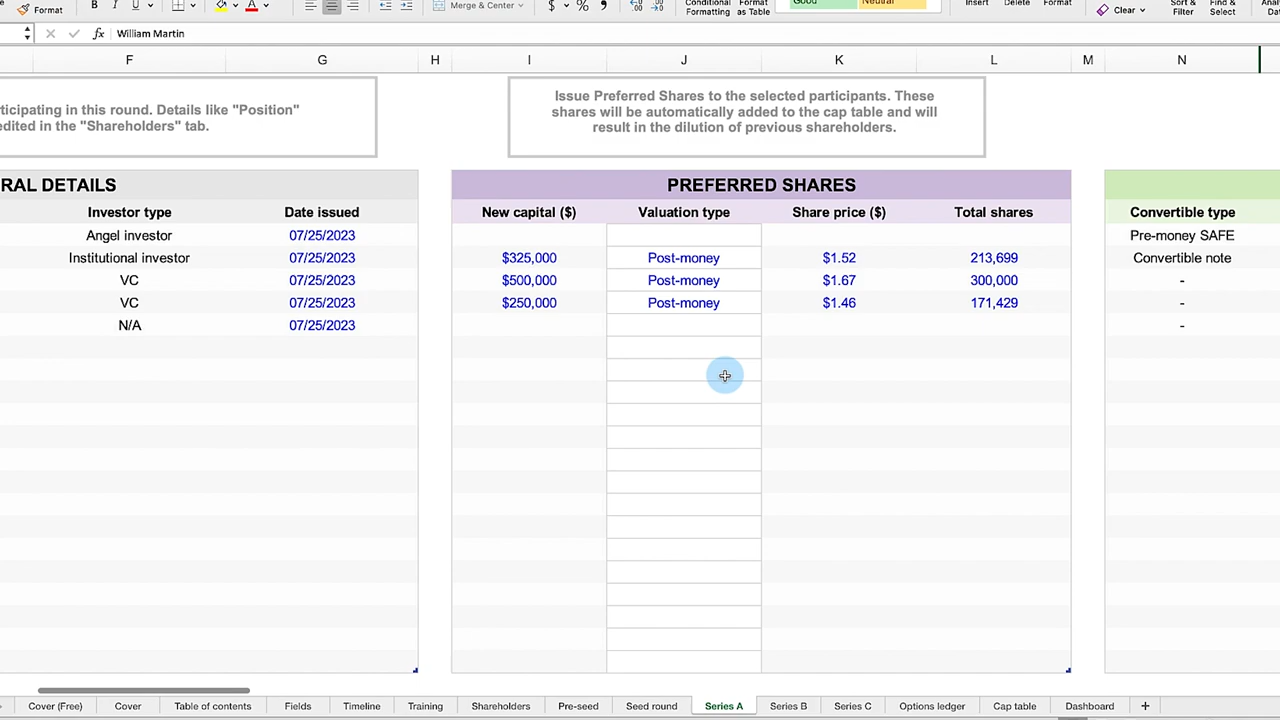 Format
B I U
Merge & Center
$ % 9
Conditional Formatting
Format as Table
Good
Neutral
Insert
Delete
Format
Clear
Sort & Filter
Find & Select
fx William Martin
F G H I J K L M N
ticipating in this round. Details like "Position"
edited in the "Shareholders" tab.
Issue Preferred Shares to the selected participants. These
shares will be automatically added to the cap table and will
result in the dilution of previous shareholders.
RAL DETAILS PREFERRED SHARES
Investor type Date issued New capital ($) Valuation type Share price ($) Total shares Convertible type
Angel investor 07/25/2023 Pre-money SAFE
Institutional investor 07/25/2023 $325,000 Post-money $1.52 213,699 Convertible note
VC 07/25/2023 $500,000 Post-money $1.67 300,000 -
VC 07/25/2023 $250,000 Post-money $1.46 171,429 -
N/A 07/25/2023 -
Cover (Free) Cover Table of contents Fields Timeline Training Shareholders Pre-seed Seed round Series A Series B Series C Options ledger Cap table Dashboard +